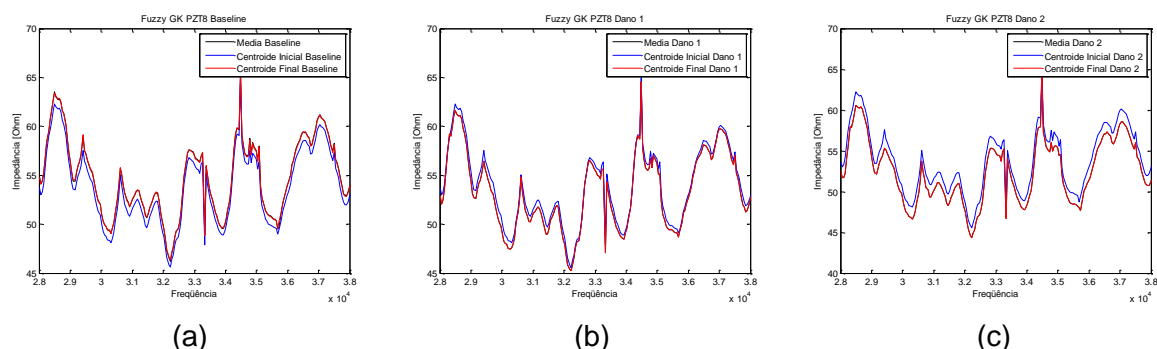 Fuzzy GK PZT8 Baseline
Media Baseline
Centroide Inicial Baseline
Centroide Final Baseline
Impedância [Ohm]
70
65
60
55
50
45
2.8 2.9 3 3.1 3.2 3.3 3.4 3.5 3.6 3.7 3.8
Freqüência
x 10^4
(a)
Fuzzy GK PZT8 Dano 1
Media Dano 1
Centroide Inicial Dano 1
Centroide Final Dano 1
Impedância [Ohm]
70
65
60
55
50
45
2.8 2.9 3 3.1 3.2 3.3 3.4 3.5 3.6 3.7 3.8
Freqüência
x 10^4
(b)
Fuzzy GK PZT8 Dano 2
Media Dano 2
Centroide Inicial Dano 2
Centroide Final Dano 2
Impedância [Ohm]
70
65
60
55
50
45
40
2.8 2.9 3 3.1 3.2 3.3 3.4 3.5 3.6 3.7 3.8
Freqüência
x 10^4
(c)